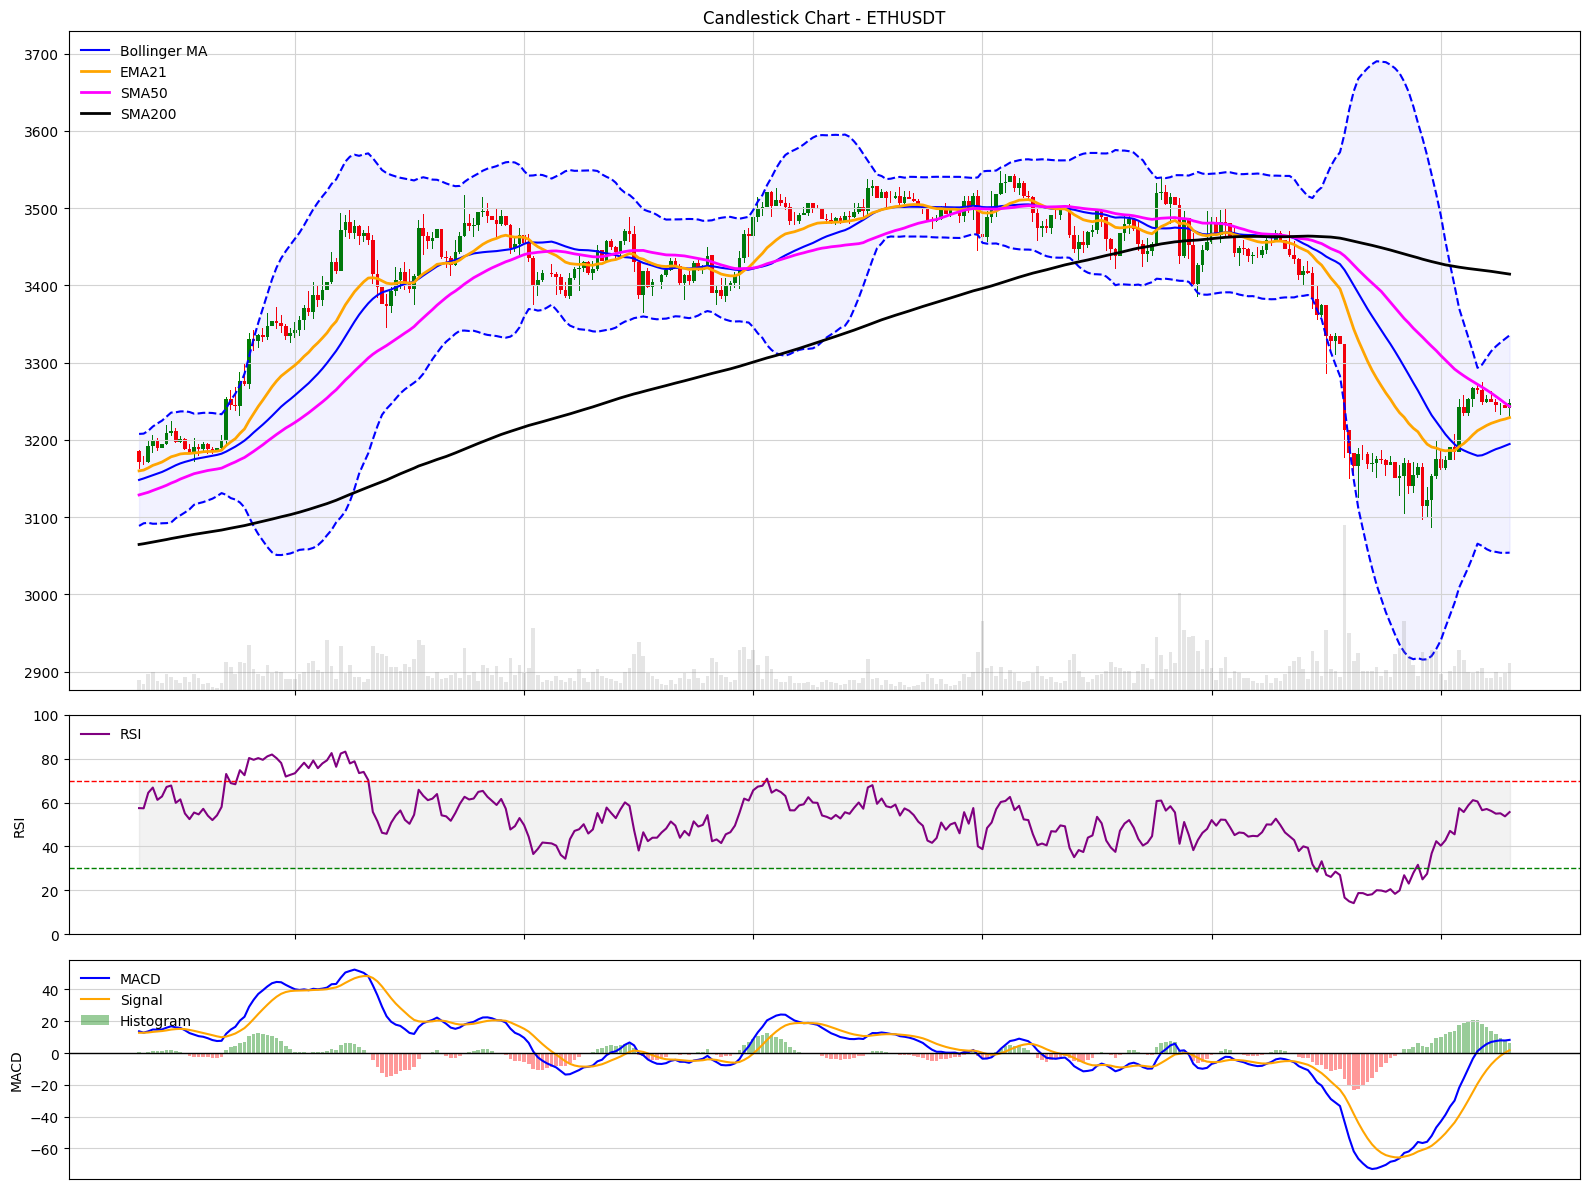 Candlestick Chart - ETHUSDT
Bollinger MA
EMA21
SMA50
SMA200
3700
3600
3500
3400
3300
3200
3100
3000
2900
RSI
RSI
100
80
60
40
20
0
MACD
Signal
Histogram
MACD
40
20
0
−20
−40
−60